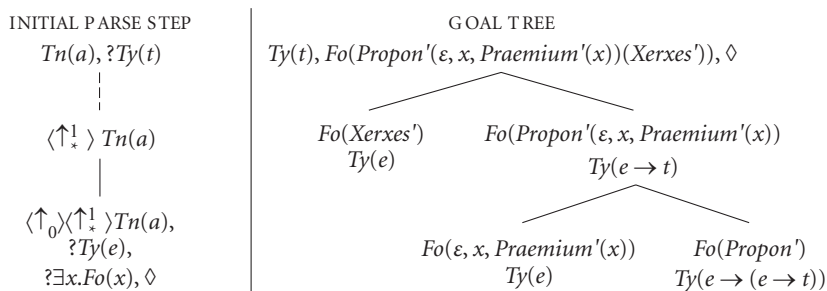 INITIAL PARSE STEP
Tn(a), ?Ty(t)
⟨↑¹⁎⟩ Tn(a)
⟨↑₀⟩⟨↑¹⁎⟩Tn(a),
?Ty(e),
?∃x.Fo(x), ◊
GOAL TREE
Ty(t), Fo(Propon'(ε, x, Praemium'(x))(Xerxes')), ◊
Fo(Xerxes') Fo(Propon'(ε, x, Praemium'(x))
Ty(e) Ty(e → t)
Fo(ε, x, Praemium'(x)) Fo(Propon')
Ty(e) Ty(e → (e → t))